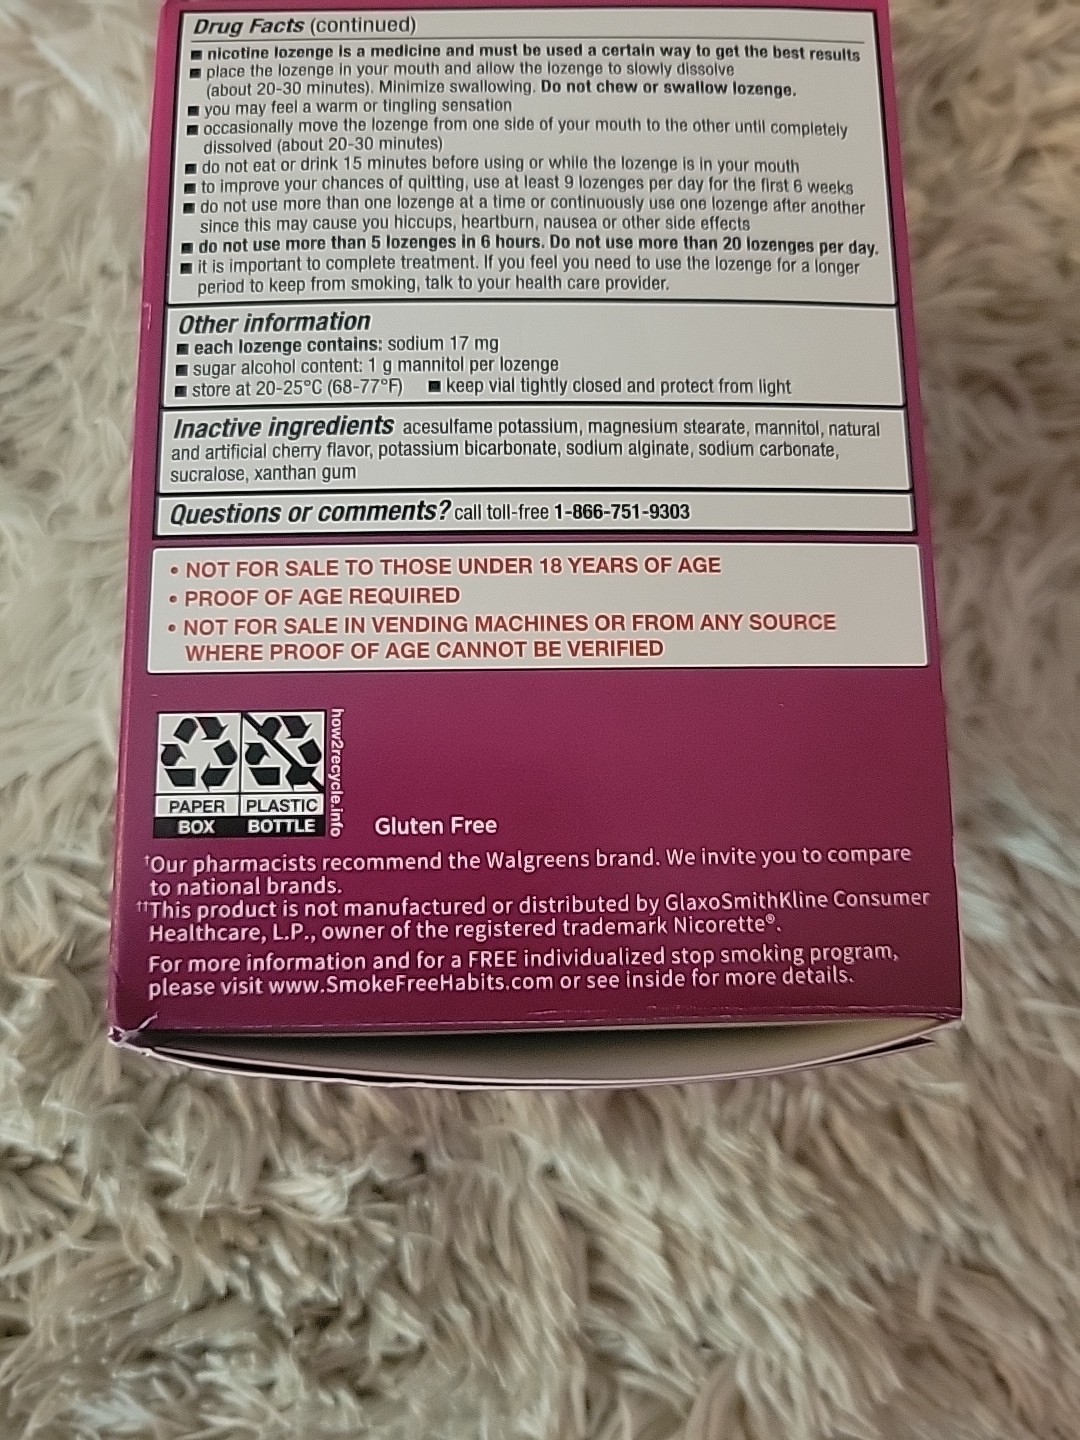 Drug Facts (continued)
■ nicotine lozenge is a medicine and must be used a certain way to get the best results
■ place the lozenge in your mouth and allow the lozenge to slowly dissolve
(about 20-30 minutes). Minimize swallowing. Do not chew or swallow lozenge.
■ you may feel a warm or tingling sensation
■ occasionally move the lozenge from one side of your mouth to the other until completely
dissolved (about 20-30 minutes)
■ do not eat or drink 15 minutes before using or while the lozenge is in your mouth
■ to improve your chances of quitting, use at least 9 lozenges per day for the first 6 weeks
■ do not use more than one lozenge at a time or continuously use one lozenge after another
since this may cause you hiccups, heartburn, nausea or other side effects
■ do not use more than 5 lozenges in 6 hours. Do not use more than 20 lozenges per day.
■ it is important to complete treatment. If you feel you need to use the lozenge for a longer
period to keep from smoking, talk to your health care provider.
Other information
■ each lozenge contains: sodium 17 mg
■ sugar alcohol content: 1 g mannitol per lozenge
■ store at 20-25°C (68-77°F) ■ keep vial tightly closed and protect from light
Inactive ingredients acesulfame potassium, magnesium stearate, mannitol, natural
and artificial cherry flavor, potassium bicarbonate, sodium alginate, sodium carbonate,
sucralose, xanthan gum
Questions or comments? call toll-free 1-866-751-9303
• NOT FOR SALE TO THOSE UNDER 18 YEARS OF AGE
• PROOF OF AGE REQUIRED
• NOT FOR SALE IN VENDING MACHINES OR FROM ANY SOURCE
WHERE PROOF OF AGE CANNOT BE VERIFIED
PAPER PLASTIC
BOX BOTTLE
how2recycle.info
Gluten Free
†Our pharmacists recommend the Walgreens brand. We invite you to compare
to national brands.
††This product is not manufactured or distributed by GlaxoSmithKline Consumer
Healthcare, L.P., owner of the registered trademark Nicorette®.
For more information and for a FREE individualized stop smoking program,
please visit www.SmokeFreeHabits.com or see inside for more details.